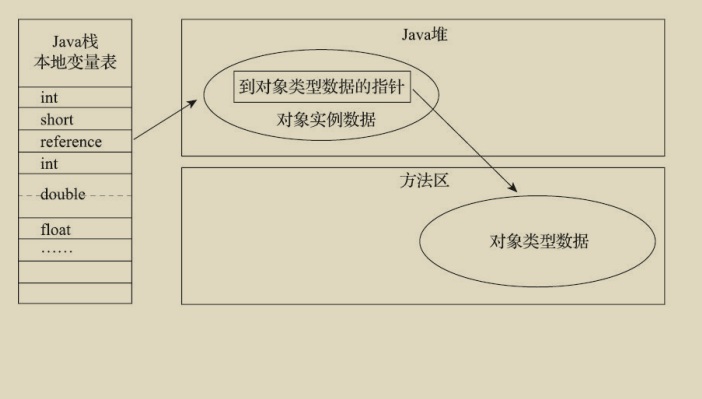 Java栈
本地变量表
int
short
reference
int
double
float
……
Java堆
到对象类型数据的指针
对象实例数据
方法区
对象类型数据